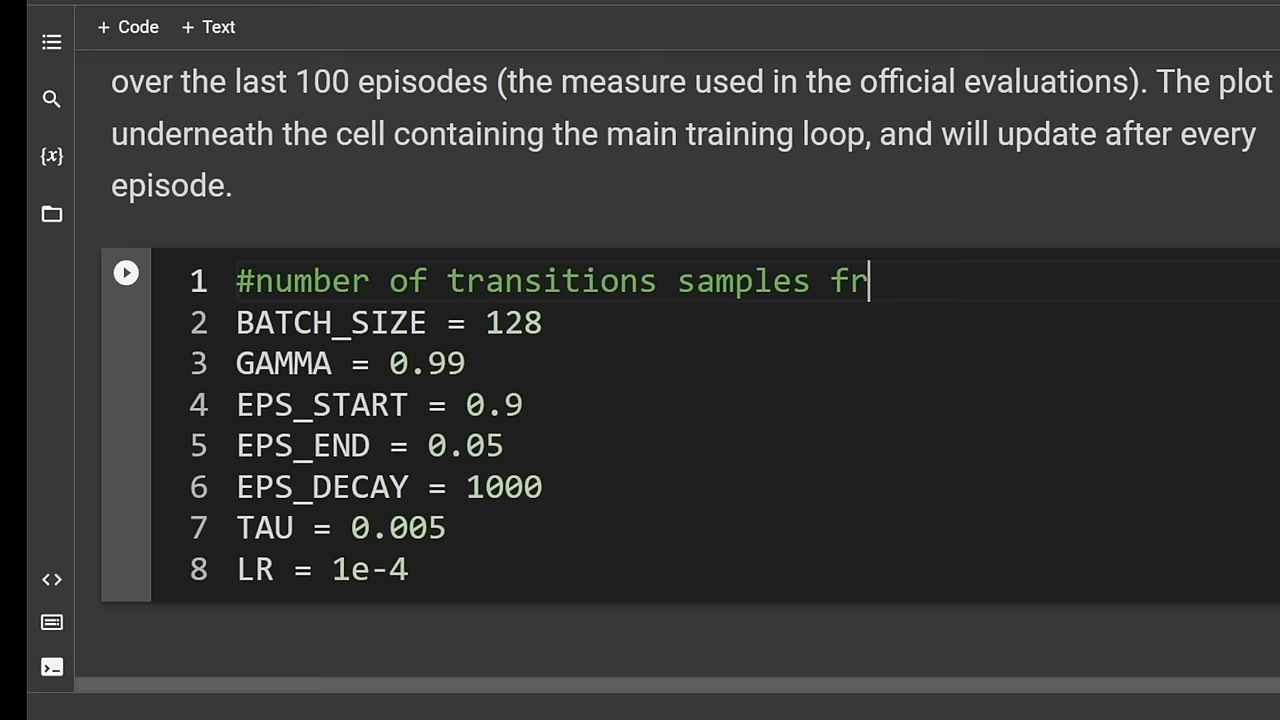 + Code + Text
over the last 100 episodes (the measure used in the official evaluations). The plot
underneath the cell containing the main training loop, and will update after every
episode.
{x}
1 #number of transitions samples fr
2 BATCH_SIZE = 128
3 GAMMA = 0.99
4 EPS_START = 0.9
5 EPS_END = 0.05
6 EPS_DECAY = 1000
7 TAU = 0.005
8 LR = 1e-4